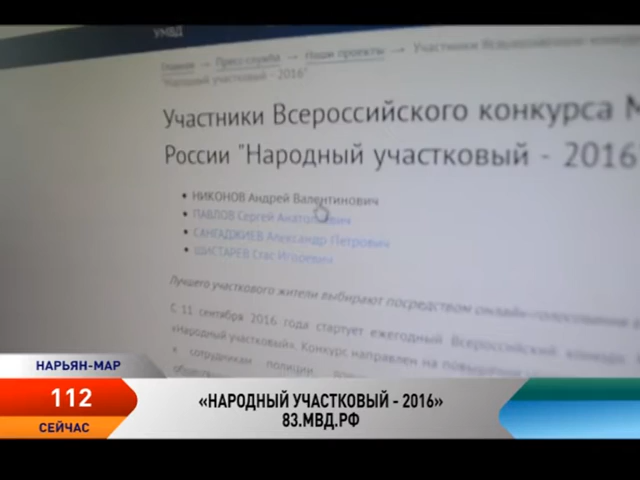 УМВД
Главная → Пресс-служба → Наши проекты → Участники Всероссийского
"Народный участковый - 2016"
Участники Всероссийского конкурса М
России "Народный участковый - 2016"
• НИКОНОВ Андрей Валентинович
• ПАВЛОВ Сергей Анатольевич
• САНГАДЖИЕВ Александр Петрович
• ШИСТАРЕВ Стас Игоревич
Лучшего участкового жители выбирают посредством онлайн-голосования
С 11 сентября 2016 года стартует ежегодный Всероссийский конкурс
«Народный участковый». Конкурс направлен на повышение
к сотрудникам полиции,
НАРЬЯН-МАР
112
СЕЙЧАС
«НАРОДНЫЙ УЧАСТКОВЫЙ - 2016»
83.МВД.РФ